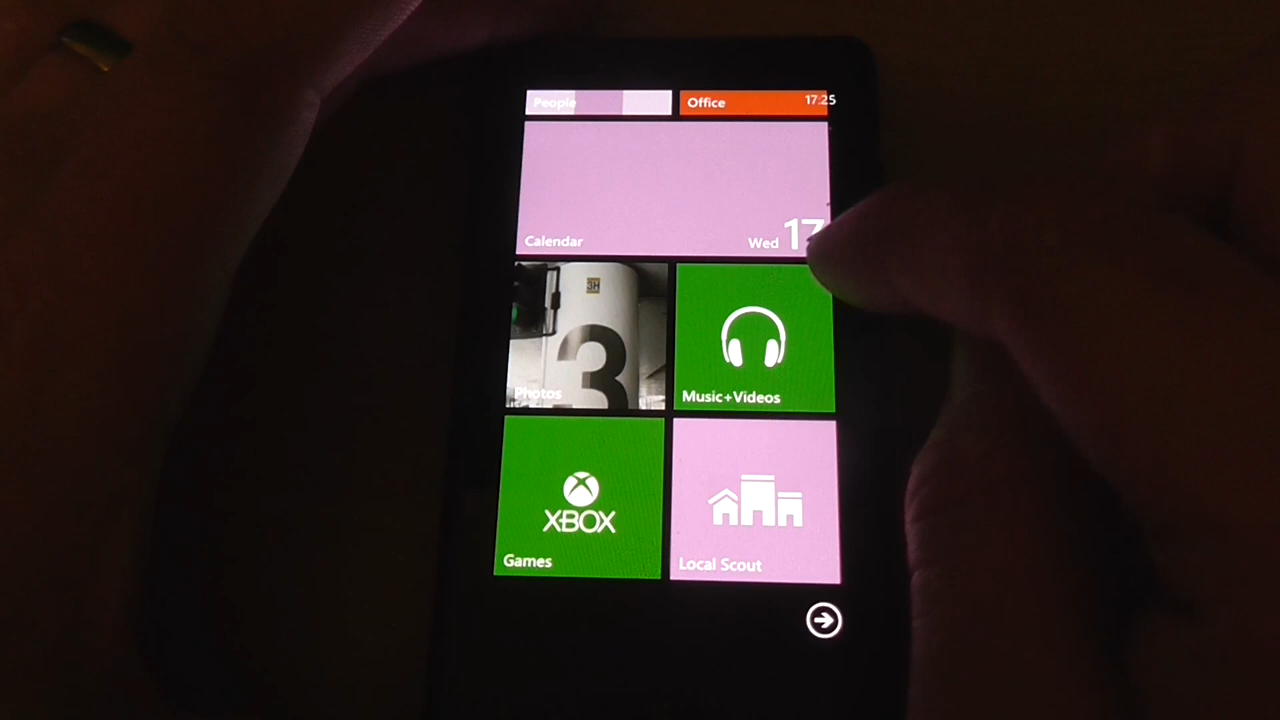 People
Office
17:25
Calendar
Wed 17
3H
3
Photos
Music+Videos
XBOX
Games
Local Scout